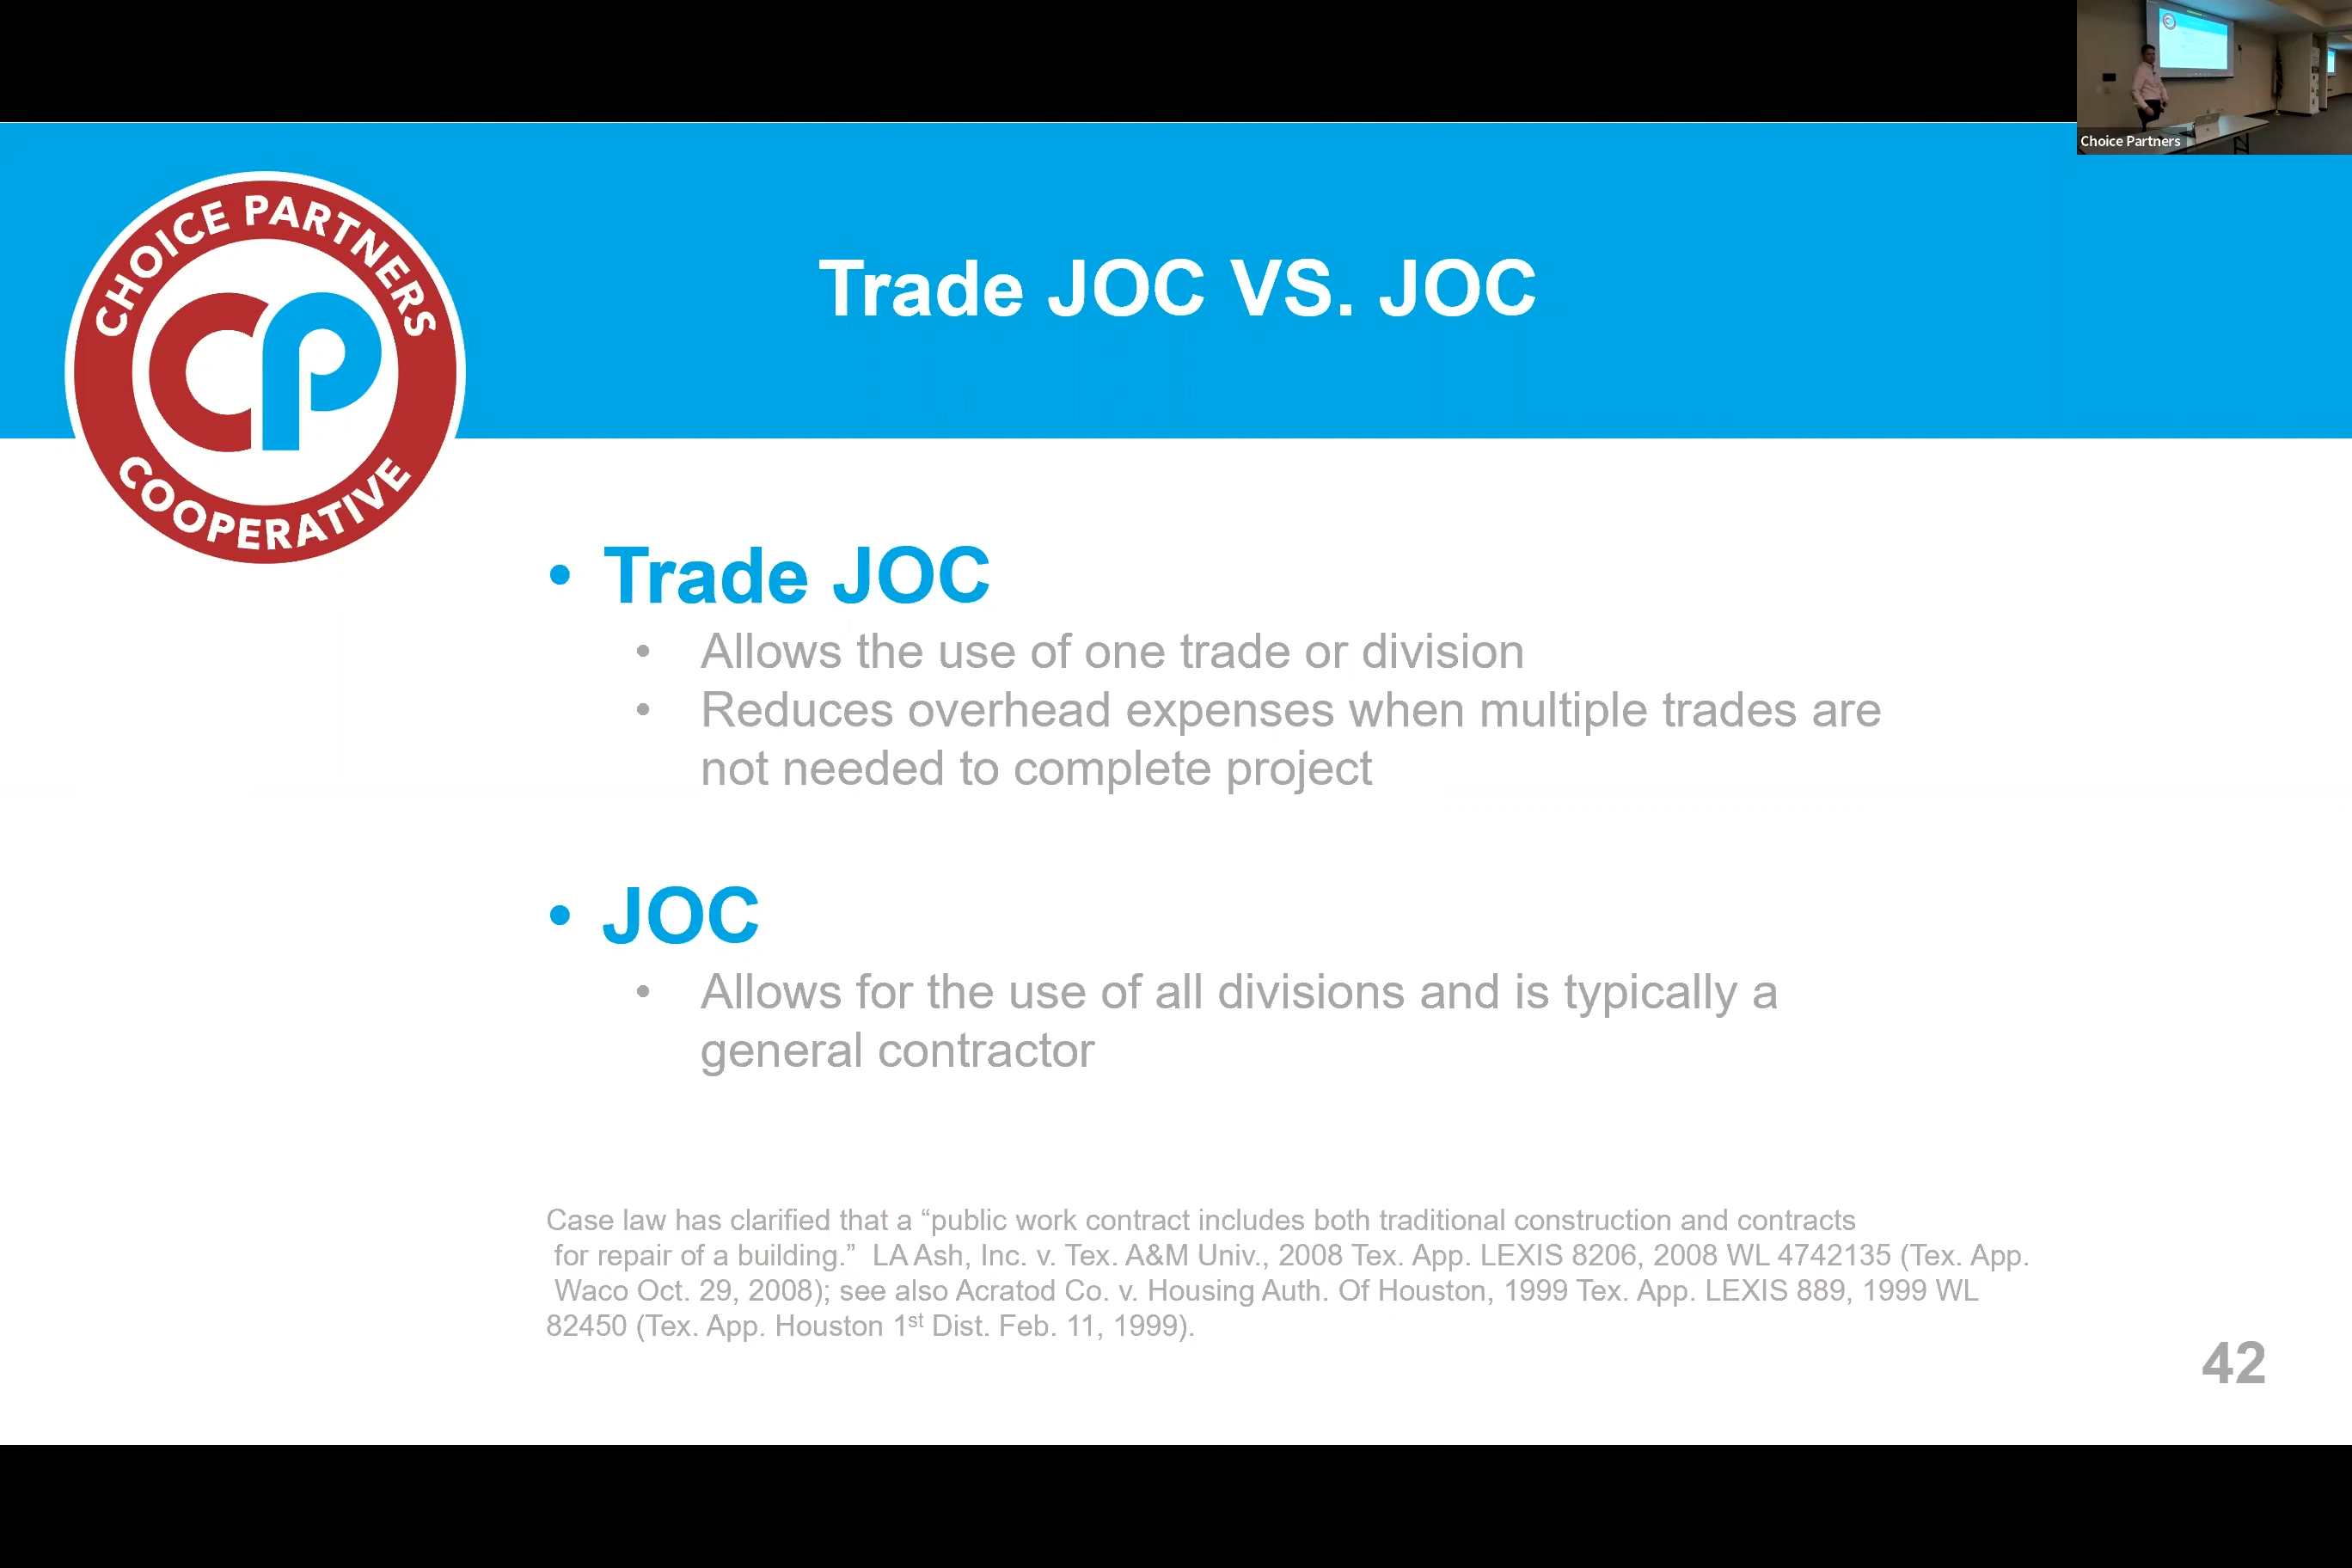 Choice Partners
CHOICE PARTNERS
CP
COOPERATIVE
Trade JOC VS. JOC
• Trade JOC
• Allows the use of one trade or division
• Reduces overhead expenses when multiple trades are
not needed to complete project
• JOC
• Allows for the use of all divisions and is typically a
general contractor
Case law has clarified that a “public work contract includes both traditional construction and contracts
for repair of a building.” LA Ash, Inc. v. Tex. A&M Univ., 2008 Tex. App. LEXIS 8206, 2008 WL 4742135 (Tex. App.
Waco Oct. 29, 2008); see also Acratod Co. v. Housing Auth. Of Houston, 1999 Tex. App. LEXIS 889, 1999 WL
82450 (Tex. App. Houston 1st Dist. Feb. 11, 1999).
42